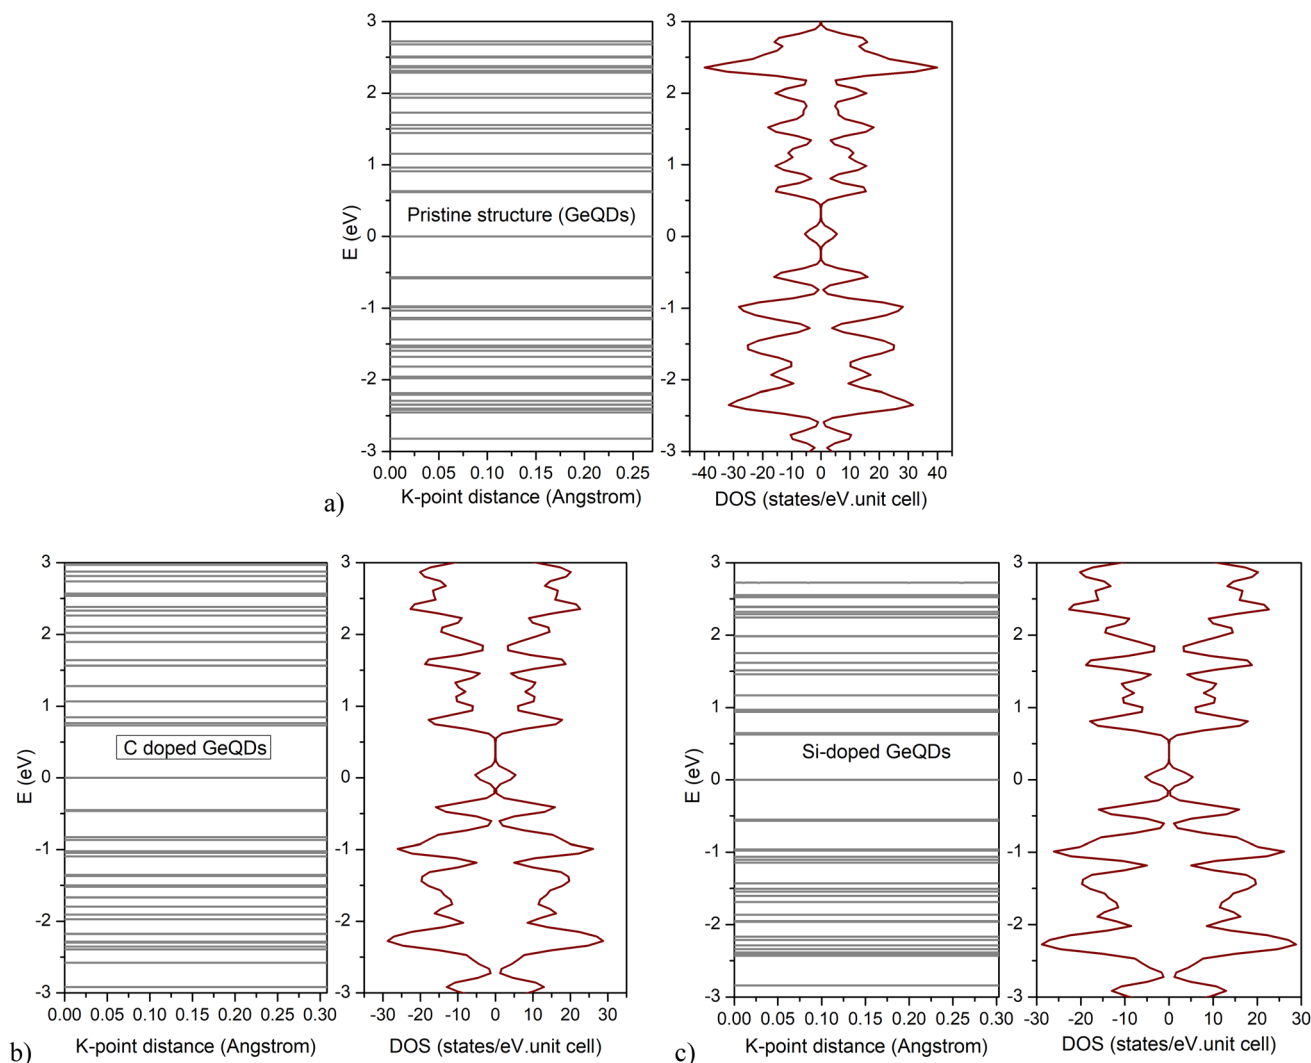 3
2
1
0
-1
-2
-3
E (eV)
Pristine structure (GeQDs)
0.00 0.05 0.10 0.15 0.20 0.25
K-point distance (Angstrom)
3
2
1
0
-1
-2
-3
-40 -30 -20 -10 0 10 20 30 40
DOS (states/eV.unit cell)
a)
3
2
1
0
-1
-2
-3
E (eV)
C doped GeQDs
0.00 0.05 0.10 0.15 0.20 0.25 0.30
K-point distance (Angstrom)
3
2
1
0
-1
-2
-3
-30 -20 -10 0 10 20 30
DOS (states/eV.unit cell)
b)
3
2
1
0
-1
-2
-3
E (eV)
Si-doped GeQDs
0.00 0.05 0.10 0.15 0.20 0.25 0.30
K-point distance (Angstrom)
3
2
1
0
-1
-2
-3
-30 -20 -10 0 10 20 30
DOS (states/eV.unit cell)
c)